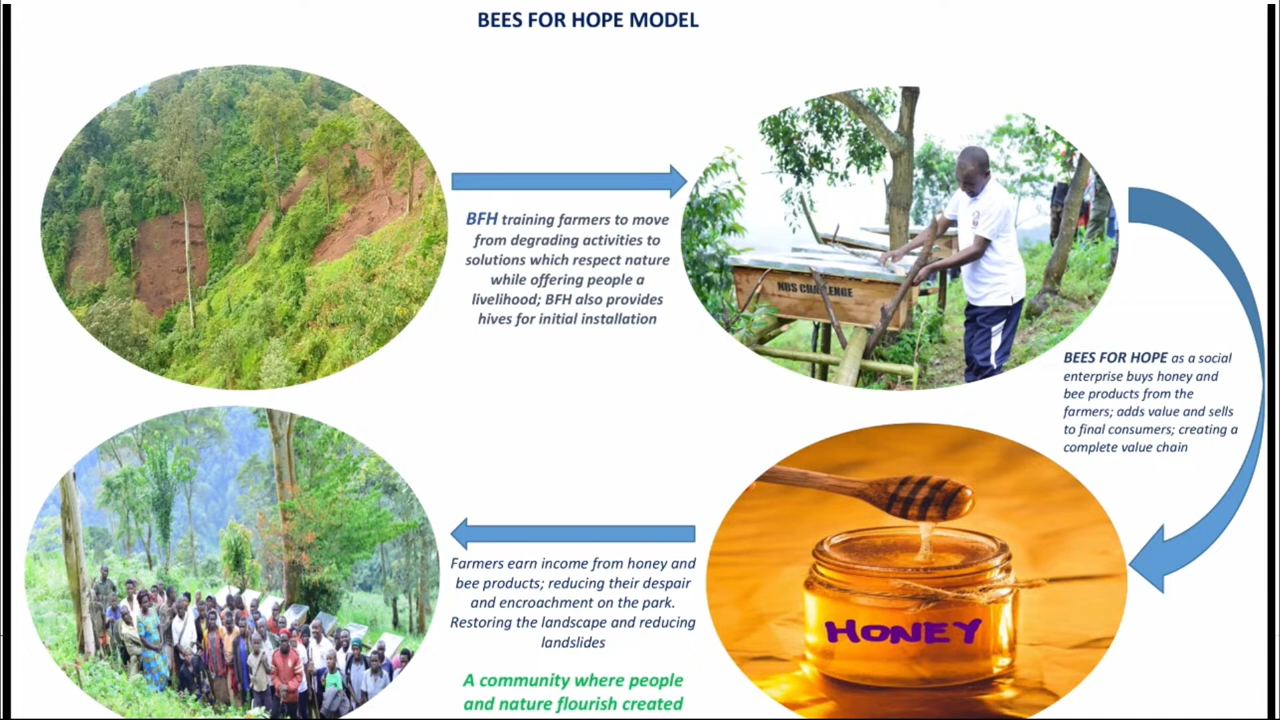 BEES FOR HOPE MODEL
BFH training farmers to move
from degrading activities to
solutions which respect nature
while offering people a
livelihood; BFH also provides
hives for initial installation
NBS CHALLENGE
BEES FOR HOPE as a social
enterprise buys honey and
bee products from the
farmers; adds value and sells
to final consumers; creating a
complete value chain
HONEY
Farmers earn income from honey and
bee products; reducing their despair
and encroachment on the park.
Restoring the landscape and reducing
landslides
A community where people
and nature flourish created